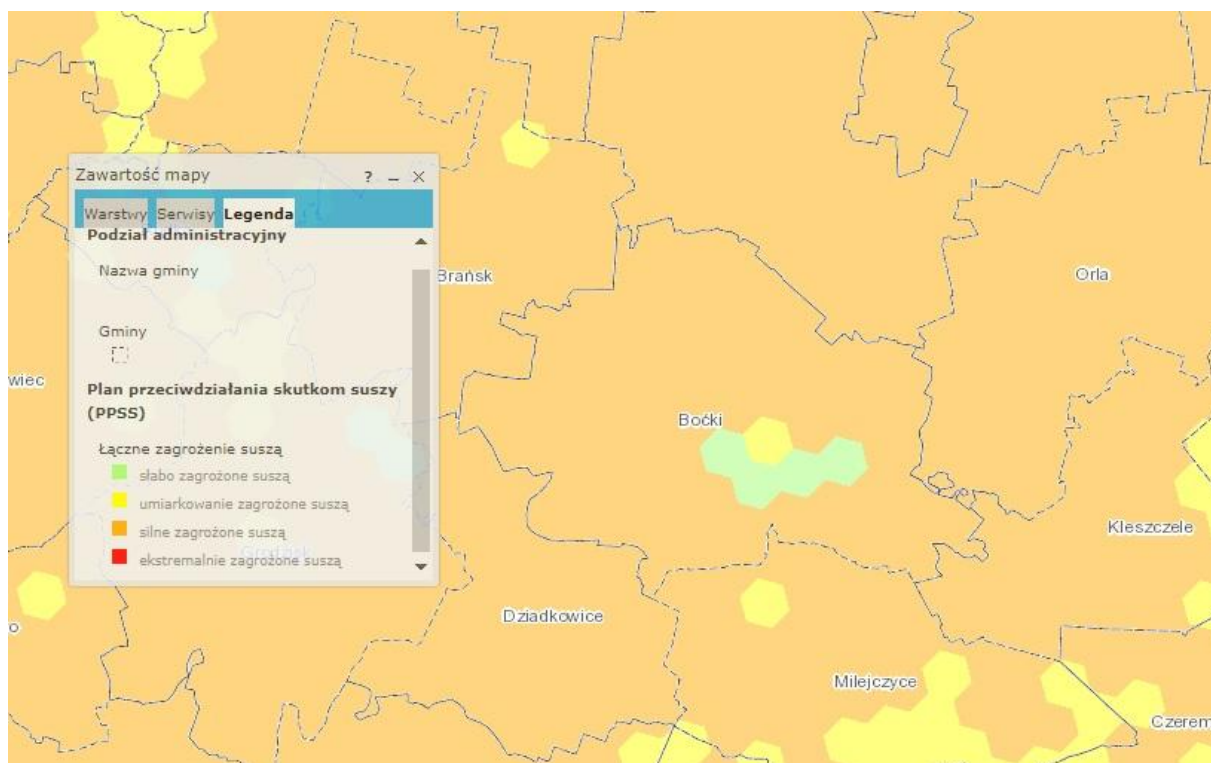 Zawartość mapy ? – ×
Warstwy Serwisy Legenda
Podział administracyjny
Nazwa gminy
Gminy
Plan przeciwdziałania skutkom suszy
(PPSS)
Łączne zagrożenie suszą
słabo zagrożone suszą
umiarkowanie zagrożone suszą
silne zagrożone suszą
ekstremalnie zagrożone suszą
Brańsk
Orla
wiec
Boćki
Kleszczele
Dziadkowice
o
Milejczyce
Czerem